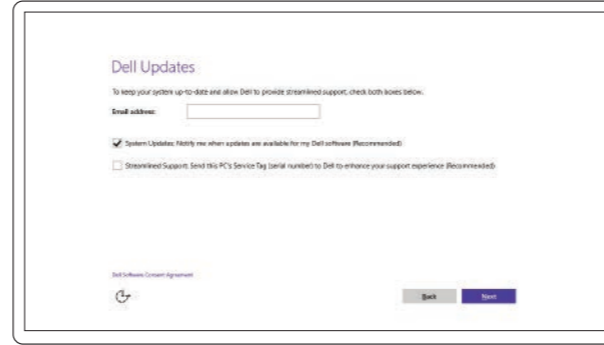 Dell Updates
To keep your system up-to-date and allow Dell to provide streamlined support, check both boxes below.
Email address:
System Updates: Notify me when updates are available for my Dell software (Recommended)
Streamlined Support: Send this PC's Service Tag (serial number) to Dell to enhance your support experience (Recommended)
Dell Software Consent Agreement
Back
Next